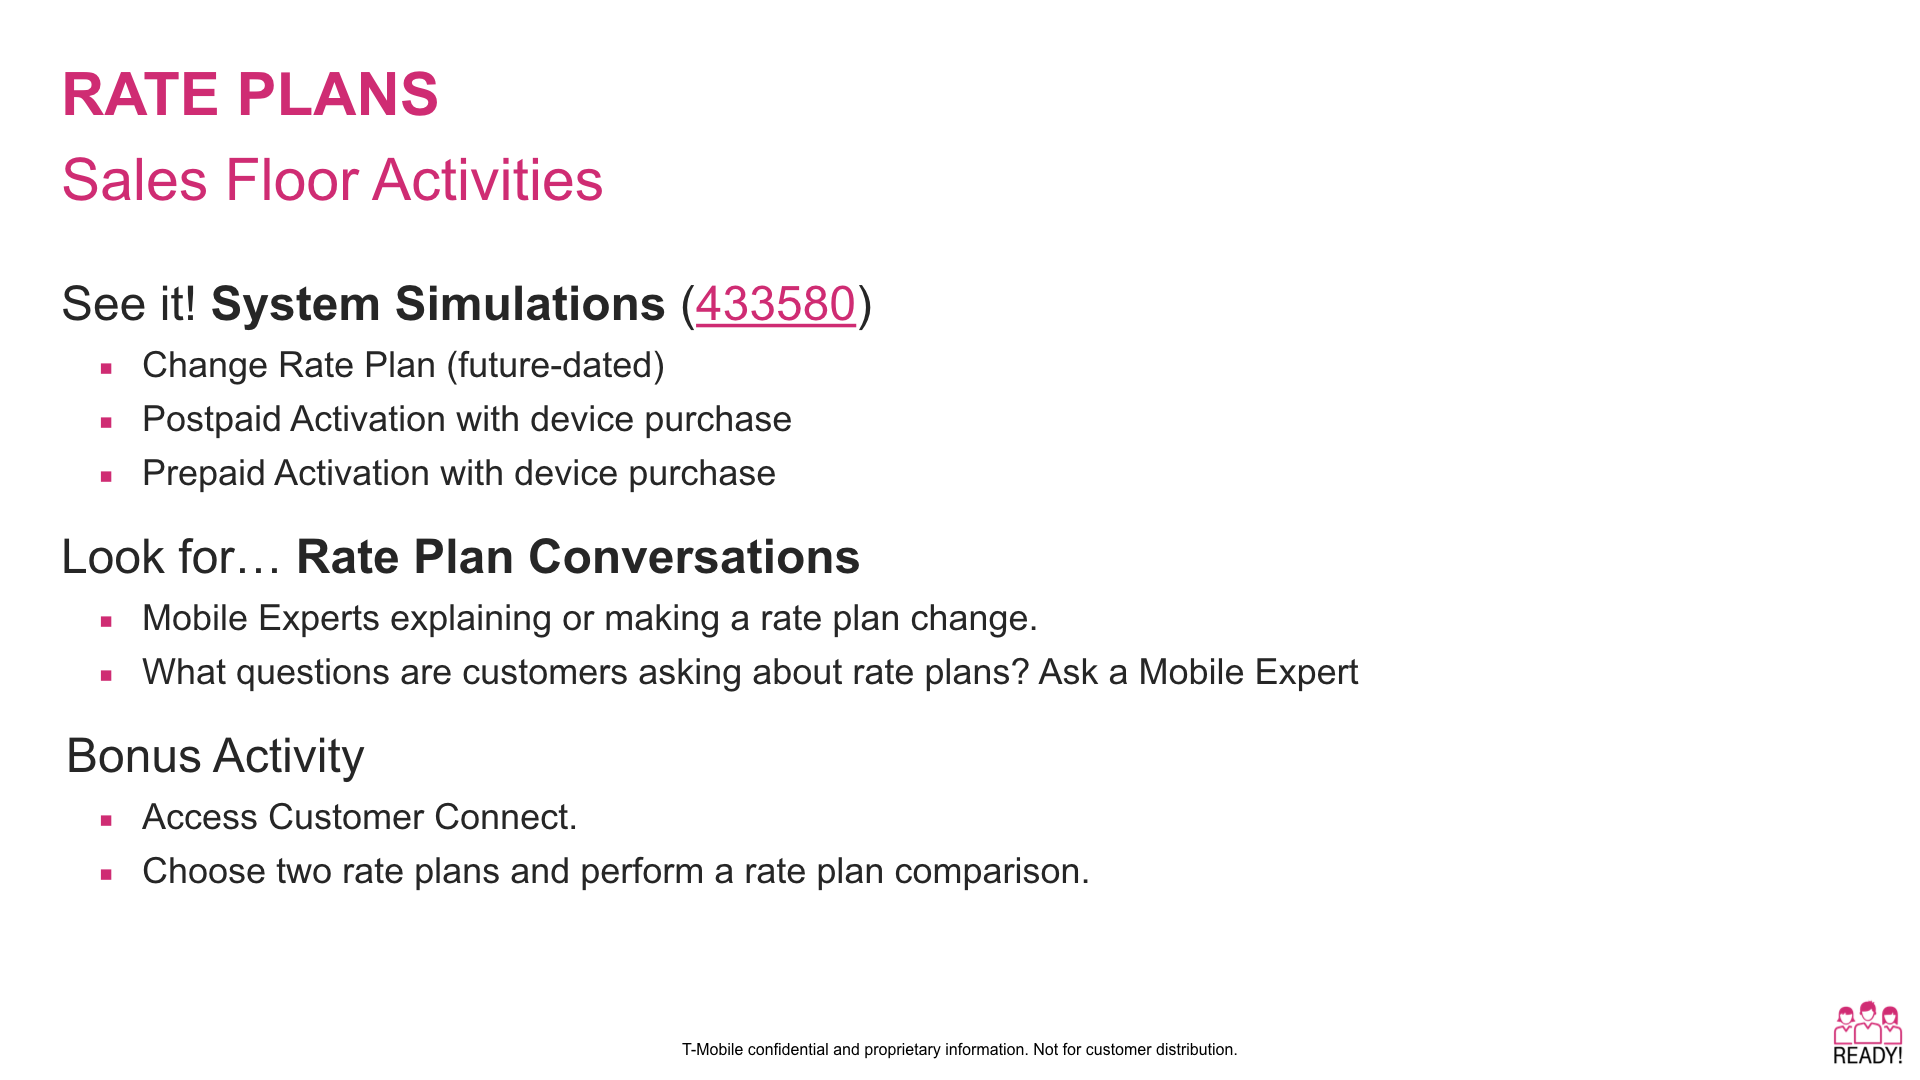 RATE PLANS
Sales Floor Activities
See it! System Simulations (433580)
▪ Change Rate Plan (future-dated)
▪ Postpaid Activation with device purchase
▪ Prepaid Activation with device purchase
Look for… Rate Plan Conversations
▪ Mobile Experts explaining or making a rate plan change.
▪ What questions are customers asking about rate plans? Ask a Mobile Expert
Bonus Activity
▪ Access Customer Connect.
▪ Choose two rate plans and perform a rate plan comparison.
T-Mobile confidential and proprietary information. Not for customer distribution.
READY!